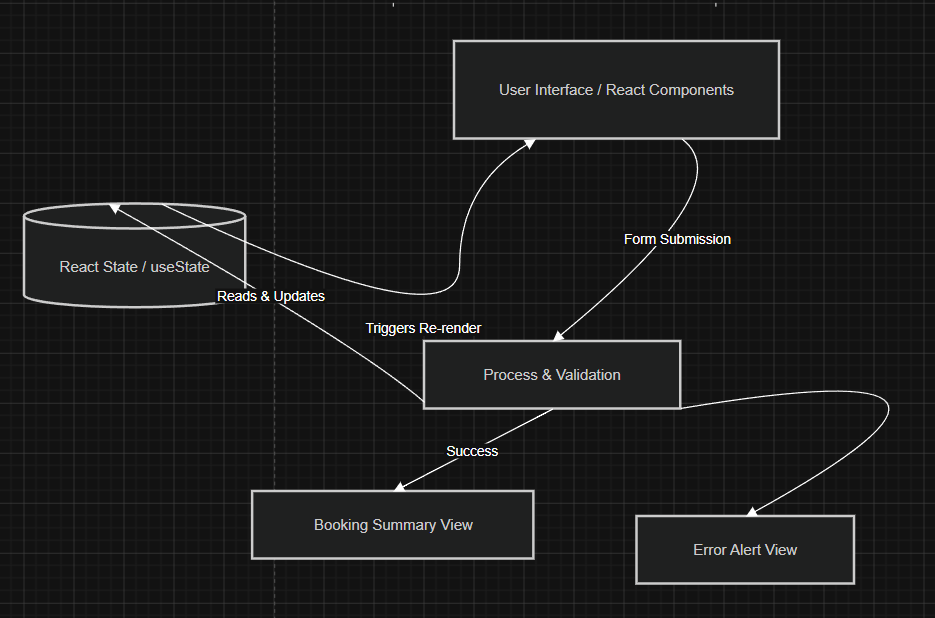 User Interface / React Components
Form Submission
React State / useState
Reads & Updates
Triggers Re-render
Process & Validation
Success
Booking Summary View
Error Alert View